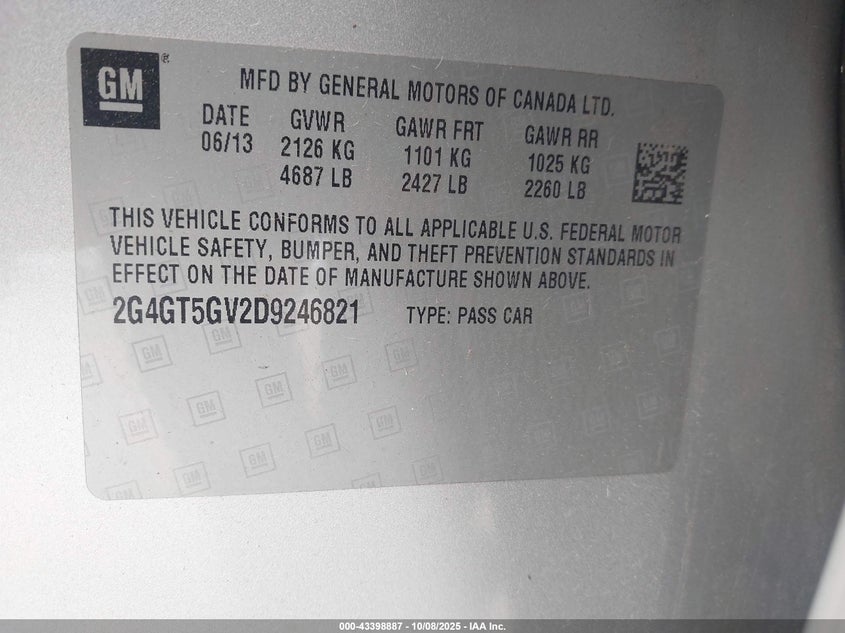 GM ®
MFD BY GENERAL MOTORS OF CANADA LTD.
DATE GVWR GAWR FRT GAWR RR
06/13 2126 KG 1101 KG 1025 KG
4687 LB 2427 LB 2260 LB
THIS VEHICLE CONFORMS TO ALL APPLICABLE U.S. FEDERAL MOTOR
VEHICLE SAFETY, BUMPER, AND THEFT PREVENTION STANDARDS IN
EFFECT ON THE DATE OF MANUFACTURE SHOWN ABOVE.
2G4GT5GV2D9246821 TYPE: PASS CAR
000-43398887 - 10/08/2025 - IAA Inc.